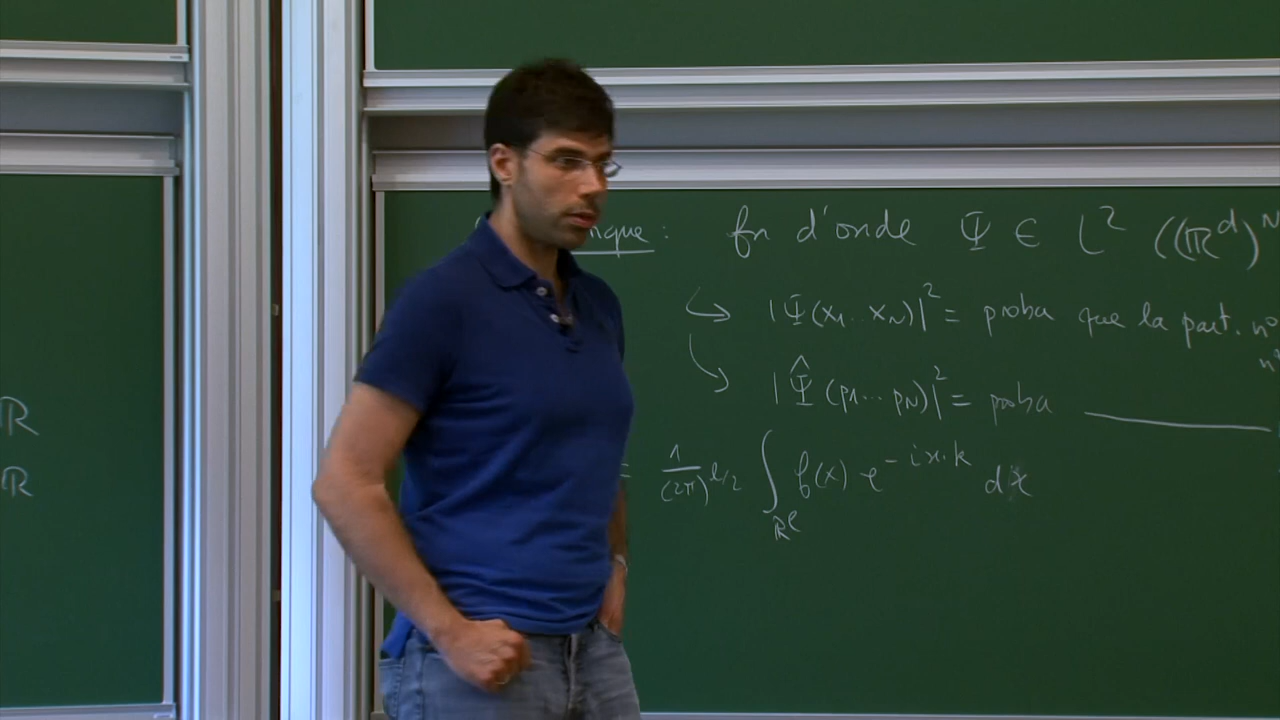 ℝ
ℝ
nique : fn d'onde Ψ ∈ L² ((ℝᵈ)ᴺ
↪ |Ψ(x₁...x_N)|² = proba que la part. n°
n°
↪ |Ψ̂(p₁...p_N)|² = proba ———
= 1/(2π)^{ℓ/2} ∫_{ℝ^ℓ} f(x) e^{-ix·k} dx